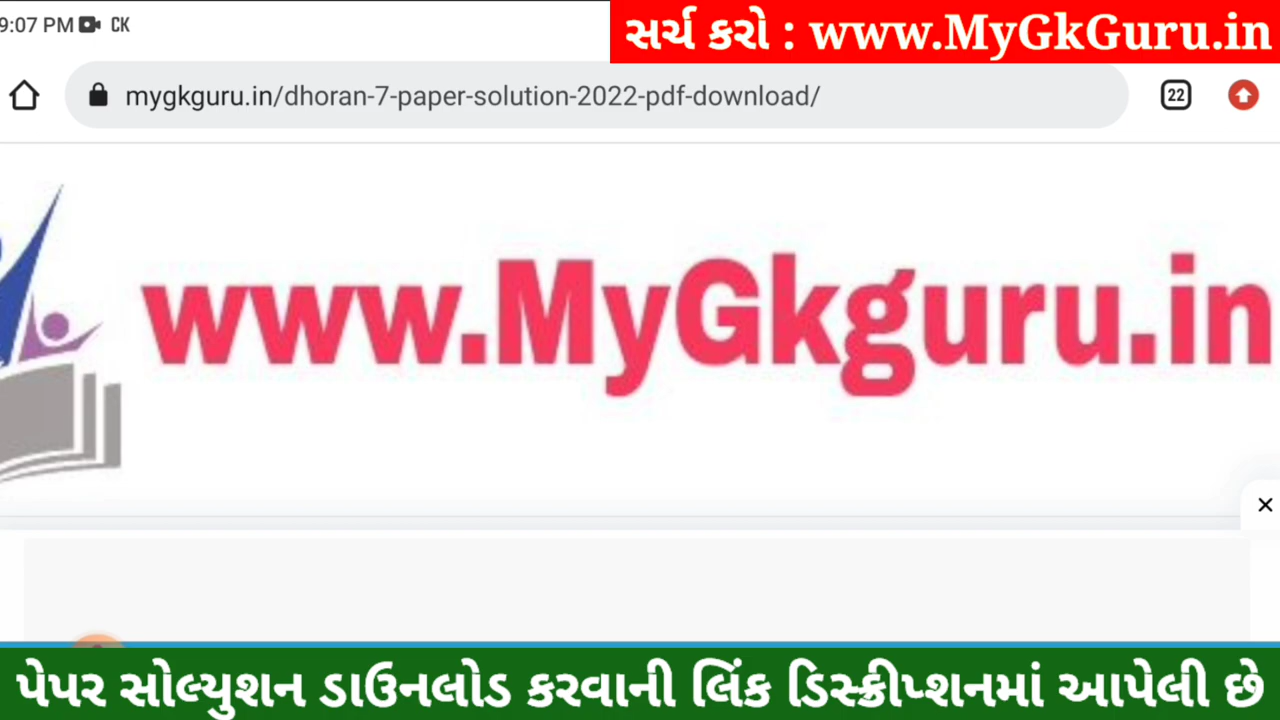 સર્ચ કરો : www.MyGkGuru.in
9:07 PM CK
mygkguru.in/dhoran-7-paper-solution-2022-pdf-download/
22
www.MyGkguru.in
પેપર સોલ્યુશન ડાઉનલોડ કરવાની લિંક ડિસ્ક્રીપ્શનમાં આપેલી છે